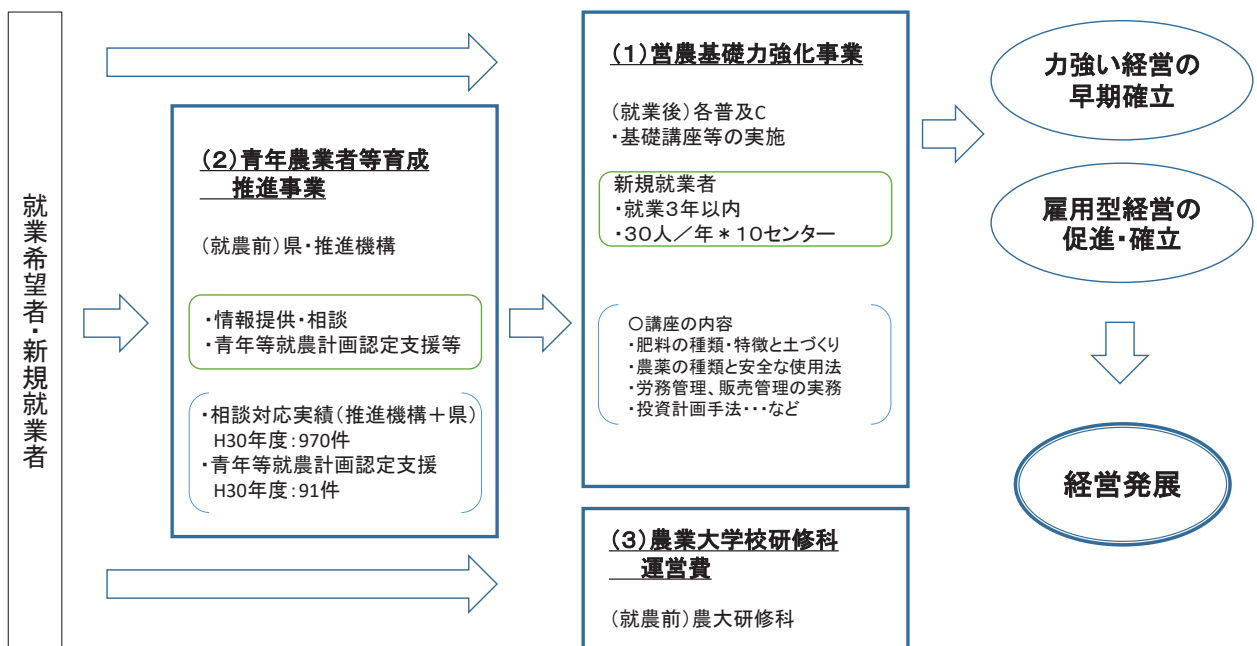 就業希望者・新規就業者
(2)青年農業者等育成
推進事業
(就農前)県・推進機構
・情報提供・相談
・青年等就農計画認定支援等
・相談対応実績(推進機構+県)
H30年度:970件
・青年等就農計画認定支援
H30年度:91件
(1)営農基礎力強化事業
(就業後)各普及C
・基礎講座等の実施
新規就業者
・就業3年以内
・30人/年*10センター
○講座の内容
・肥料の種類・特徴と土づくり
・農薬の種類と安全な使用法
・労務管理、販売管理の実務
・投資計画手法・・・など
(3)農業大学校研修科
運営費
(就農前)農大研修科
力強い経営の
早期確立
雇用型経営の
促進・確立
経営発展